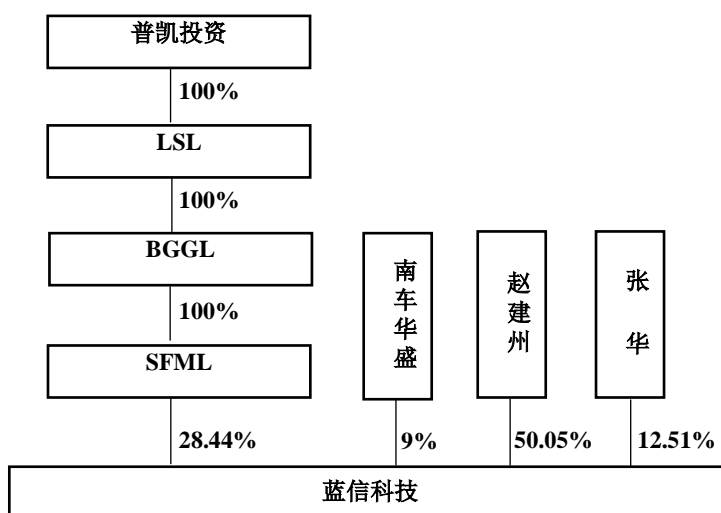 普凯投资
100%
LSL
100%
BGGL
100%
SFML
南车华盛
赵建州
张 华
28.44%
9%
50.05%
12.51%
蓝信科技